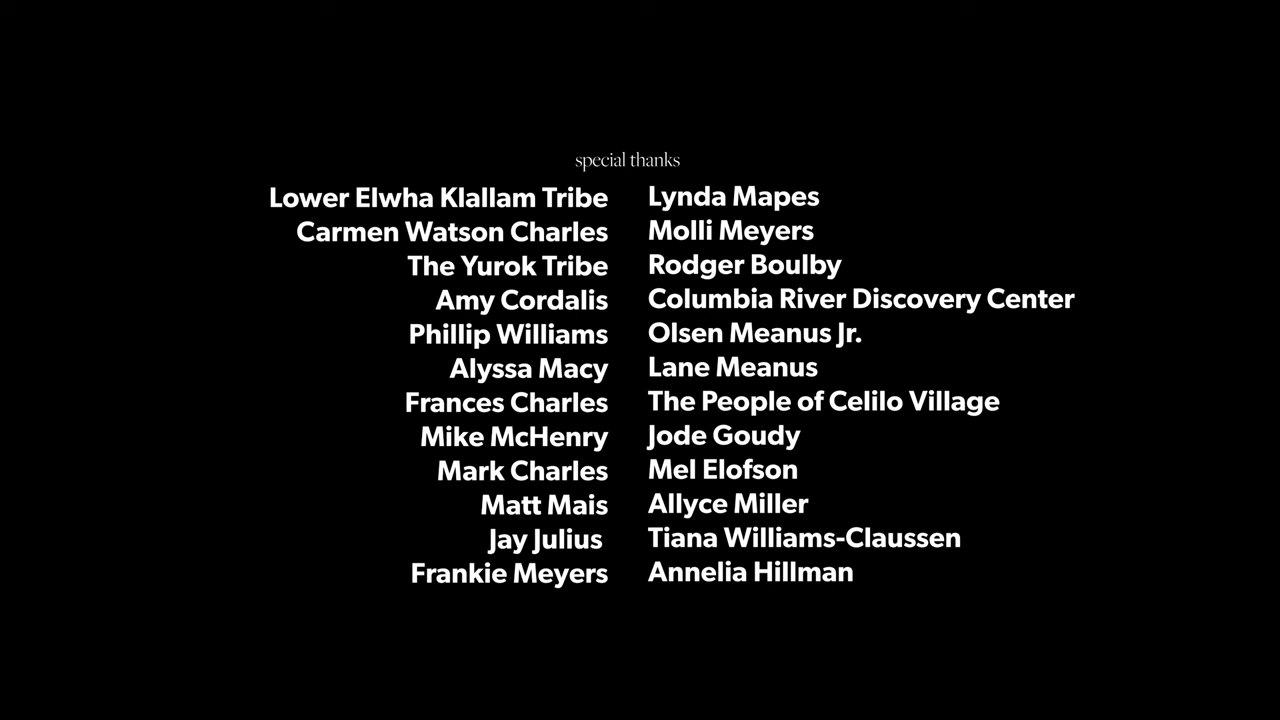 special thanks
Lower Elwha Klallam Tribe
Carmen Watson Charles
The Yurok Tribe
Amy Cordalis
Phillip Williams
Alyssa Macy
Frances Charles
Mike McHenry
Mark Charles
Matt Mais
Jay Julius
Frankie Meyers
Lynda Mapes
Molli Meyers
Rodger Boulby
Columbia River Discovery Center
Olsen Meanus Jr.
Lane Meanus
The People of Celilo Village
Jode Goudy
Mel Elofson
Allyce Miller
Tiana Williams-Claussen
Annelia Hillman